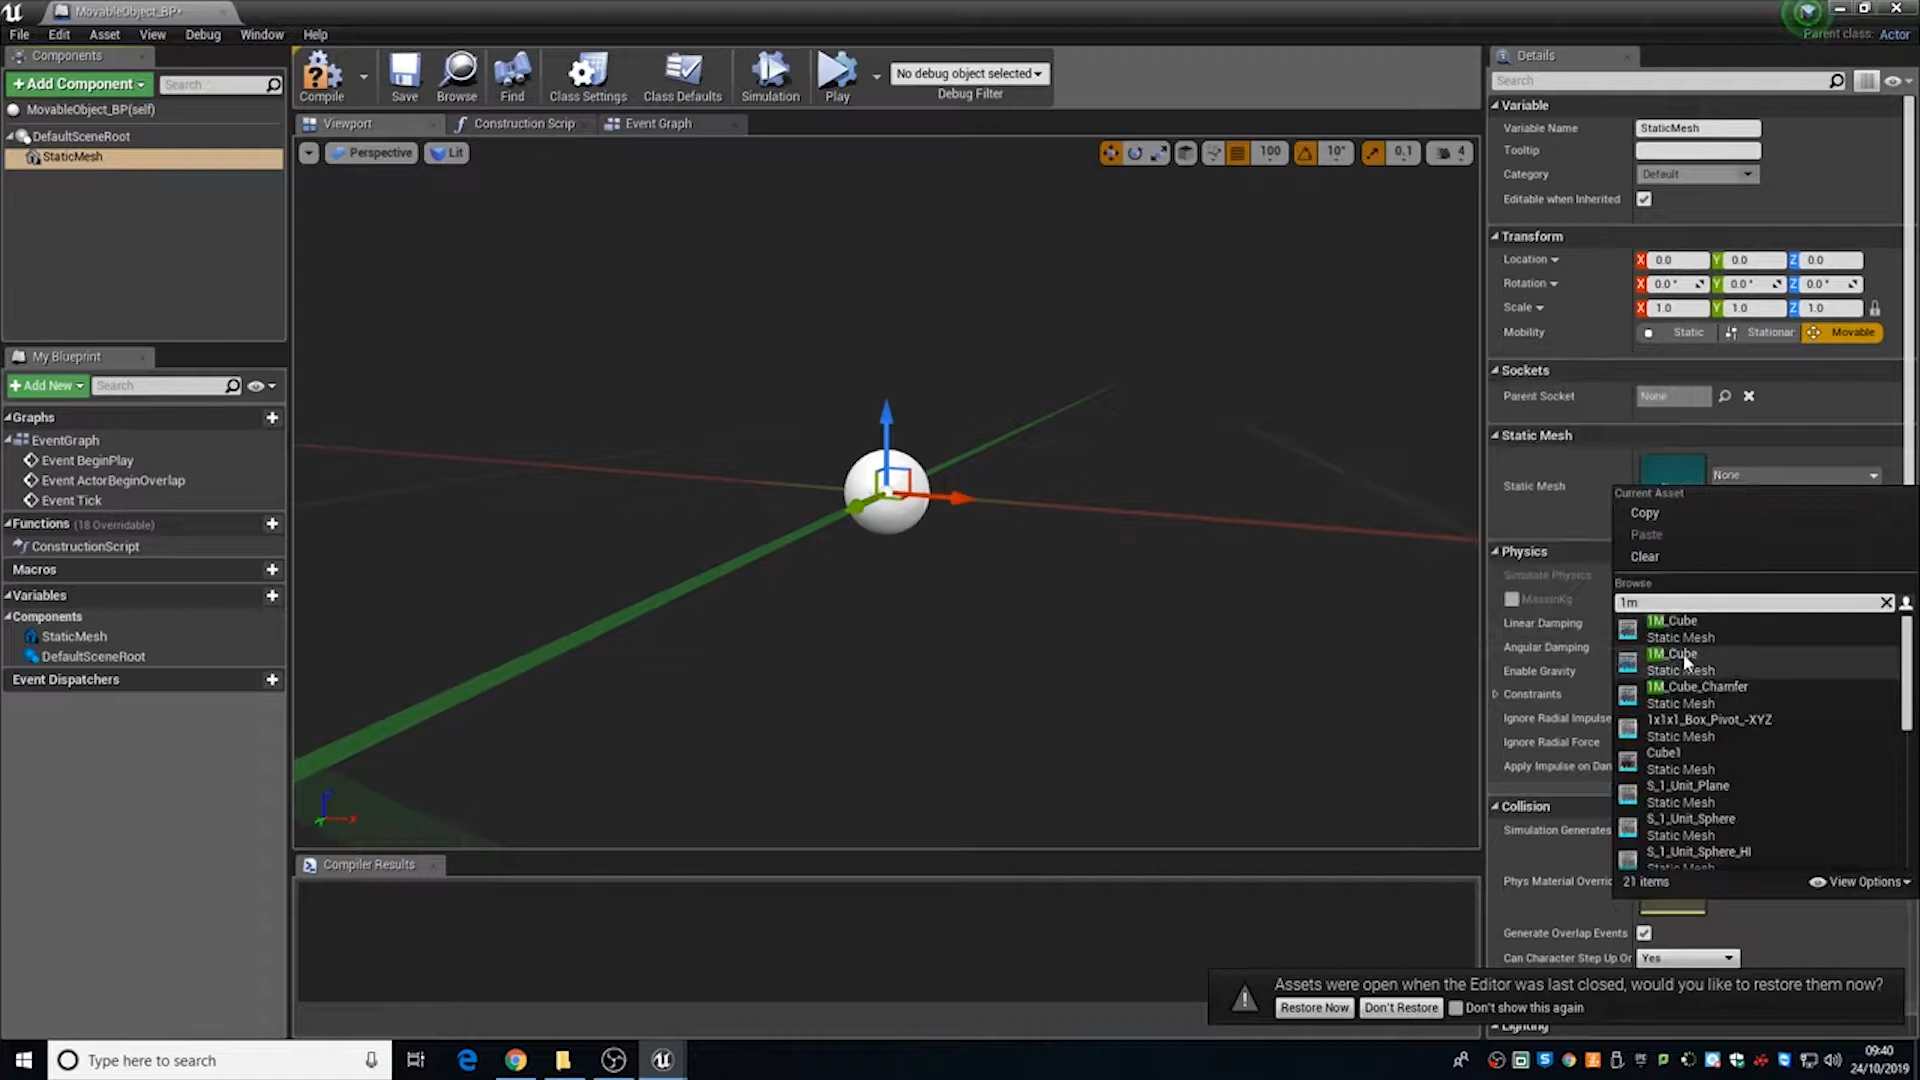 MovableObject_BP*
File Edit Asset View Debug Window Help
Parent class: Actor
Components
+Add Component
Search
MovableObject_BP(self)
DefaultSceneRoot
StaticMesh
My Blueprint
+Add New
Search
Graphs
EventGraph
Event BeginPlay
Event ActorBeginOverlap
Event Tick
Functions (18 Overridable)
ConstructionScript
Macros
Variables
Components
StaticMesh
DefaultSceneRoot
Event Dispatchers
Compile
Save
Browse
Find
Class Settings
Class Defaults
Simulation
Play
No debug object selected
Debug Filter
Viewport
Construction Scrip
Event Graph
Perspective
Lit
100
10°
0.1
4
X
Compiler Results
Details
Search
Variable
Variable Name StaticMesh
Tooltip
Category Default
Editable when Inherited
Transform
Location X 0.0 Y 0.0 Z 0.0
Rotation X 0.0° Y 0.0° Z 0.0°
Scale X 1.0 Y 1.0 Z 1.0
Mobility Static Stationar Movable
Sockets
Parent Socket None
Static Mesh
Static Mesh None
Current Asset
Copy
Paste
Clear
Browse
1m
1M_Cube
Static Mesh
1M_Cube
Static Mesh
1M_Cube_Chamfer
Static Mesh
1x1x1_Box_Pivot_-XYZ
Static Mesh
Cube1
Static Mesh
S_1_Unit_Plane
Static Mesh
S_1_Unit_Sphere
Static Mesh
S_1_Unit_Sphere_HI
Static Mesh
21 items
View Options
Physics
Simulate Physics
MassInKg
Linear Damping
Angular Damping
Enable Gravity
Constraints
Ignore Radial Impulse
Ignore Radial Force
Apply Impulse on Dam
Collision
Simulation Generates
Phys Material Overric
Generate Overlap Events
Can Character Step Up Or Yes
Assets were open when the Editor was last closed, would you like to restore them now?
Restore Now Don't Restore Don't show this again
Lighting
Type here to search
09:40
24/10/2019